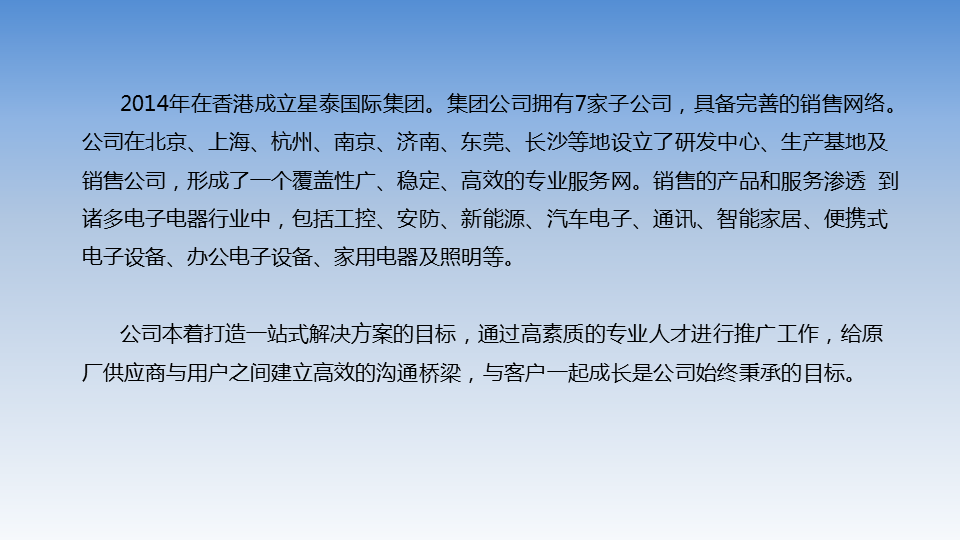 2014年在香港成立星泰国际集团。集团公司拥有7家子公司，具备完善的销售网络。
公司在北京、上海、杭州、南京、济南、东莞、长沙等地设立了研发中心、生产基地及
销售公司，形成了一个覆盖性广、稳定、高效的专业服务网。销售的产品和服务渗透 到
诸多电子电器行业中，包括工控、安防、新能源、汽车电子、通讯、智能家居、便携式
电子设备、办公电子设备、家用电器及照明等。
公司本着打造一站式解决方案的目标，通过高素质的专业人才进行推广工作，给原
厂供应商与用户之间建立高效的沟通桥梁，与客户一起成长是公司始终秉承的目标。